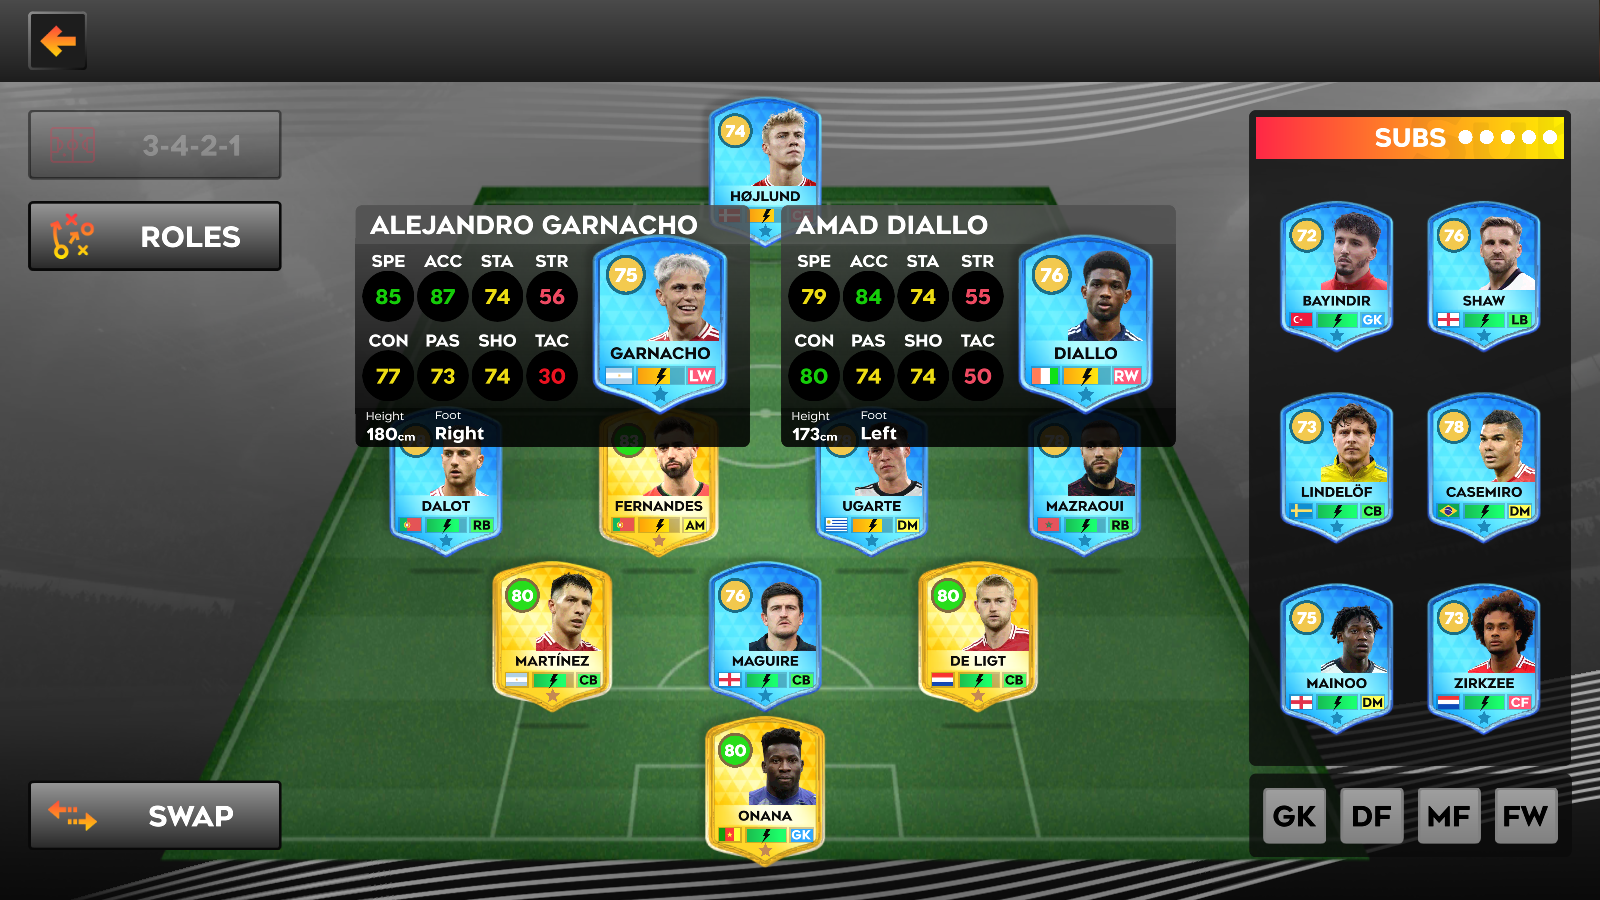 3-4-2-1
ROLES
74
HØJLUND
ALEJANDRO GARNACHO
SPE ACC STA STR
85 87 74 56
CON PAS SHO TAC
77 73 74 30
Height Foot
180cm Right
75
GARNACHO
LW
AMAD DIALLO
SPE ACC STA STR
79 84 74 55
CON PAS SHO TAC
80 74 74 50
Height Foot
173cm Left
76
DIALLO
RW
DALOT
RB
83
FERNANDES
AM
UGARTE
DM
MAZRAOUI
RB
80
MARTÍNEZ
CB
76
MAGUIRE
CB
80
DE LIGT
CB
80
ONANA
GK
SWAP
SUBS
72
BAYINDIR
GK
76
SHAW
LB
73
LINDELÖF
CB
78
CASEMIRO
DM
75
MAINOO
DM
73
ZIRKZEE
CF
GK DF MF FW